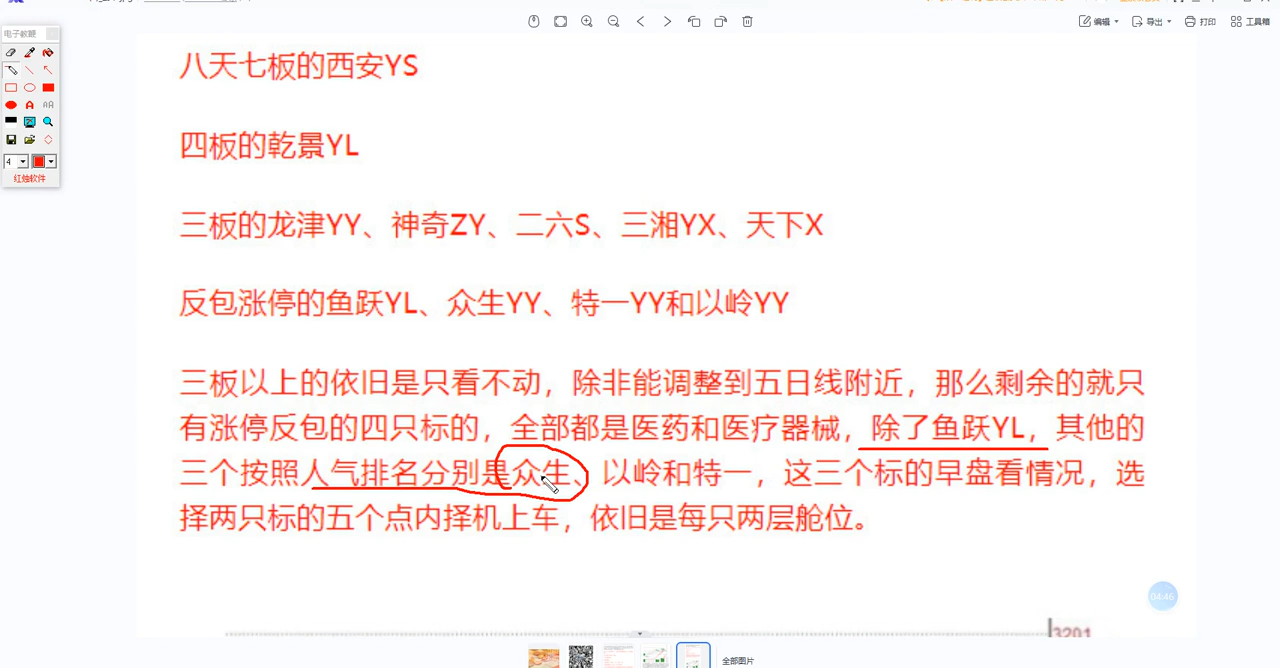 电子教鞭
编辑 导出 打印 工具箱
八天七板的西安YS
四板的乾景YL
三板的龙津YY、神奇ZY、二六S、三湘YX、天下X
反包涨停的鱼跃YL、众生YY、特一YY和以岭YY
三板以上的依旧是只看不动，除非能调整到五日线附近，那么剩余的就只
有涨停反包的四只标的，全部都是医药和医疗器械，除了鱼跃YL，其他的
三个按照人气排名分别是众生、以岭和特一，这三个标的早盘看情况，选
择两只标的五个点内择机上车，依旧是每只两层舱位。
4
红烛软件
04:46
3201
全部图片